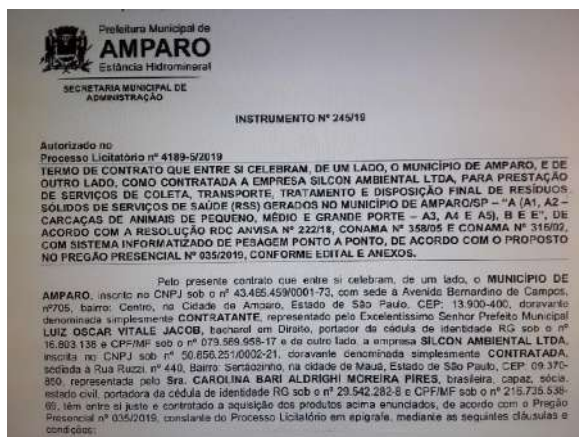 Prefeitura Municipal de
AMPARO
Estância Hidromineral
SECRETARIA MUNICIPAL DE
ADMINISTRAÇÃO
INSTRUMENTO Nº 245/19
Autorizado no
Processo Licitatório nº 4189-5/2019
TERMO DE CONTRATO QUE ENTRE SI CELEBRAM, DE UM LADO, O MUNICÍPIO DE AMPARO, E DE
OUTRO LADO, COMO CONTRATADA A EMPRESA SILCON AMBIENTAL LTDA, PARA PRESTAÇÃO
DE SERVIÇOS DE COLETA, TRANSPORTE, TRATAMENTO E DISPOSIÇÃO FINAL DE RESÍDUOS
SÓLIDOS DE SERVIÇOS DE SAÚDE (RSS) GERADOS NO MUNICÍPIO DE AMPARO/SP – "A (A1, A2 –
CARCAÇAS DE ANIMAIS DE PEQUENO, MÉDIO E GRANDE PORTE – A3, A4 E A5), B E E", DE
ACORDO COM A RESOLUÇÃO RDC ANVISA Nº 222/18, CONAMA Nº 358/05 E CONAMA Nº 316/02,
COM SISTEMA INFORMATIZADO DE PESAGEM PONTO A PONTO, DE ACORDO COM O PROPOSTO
NO PREGÃO PRESENCIAL Nº 035/2019, CONFORME EDITAL E ANEXOS.
Pelo presente contrato que entre si celebram, de um lado, o MUNICÍPIO DE
AMPARO, inscrito no CNPJ sob o nº 43.465.459/0001-73, com sede à Avenida Bernardino de Campos,
nº705, bairro: Centro, na Cidade de Amparo, Estado de São Paulo, CEP: 13.900-400, doravante
denominada simplesmente CONTRATANTE, representado pelo Excelentíssimo Senhor Prefeito Municipal
LUIZ OSCAR VITALE JACOB, bacharel em Direito, portador da cédula de identidade RG sob o nº
16.803.138 e CPF/MF sob o nº 079.569.958-17 e de outro lado, a empresa SILCON AMBIENTAL LTDA,
inscrita no CNPJ sob nº 50.856.251/0002-21, doravante denominada simplesmente CONTRATADA,
sediada à Rua Ruzzi, nº 440, Bairro: Sertãozinho, na cidade de Mauá, Estado de São Paulo, CEP: 09.370-
850, representada pelo Sra. CAROLINA BARI ALDRIGHI MOREIRA PIRES, brasileira, capaz, sócia,
estado civil, portadora da cédula de identidade RG sob o nº 29.542.282-8 e CPF/MF sob o nº 216.735.538-
69, têm entre si justo e contratado a aquisição dos produtos acima enunciados, de acordo com o Pregão
Presencial nº 035/2019, constante do Processo Licitatório em epígrafe, mediante as seguintes cláusulas e
condições: